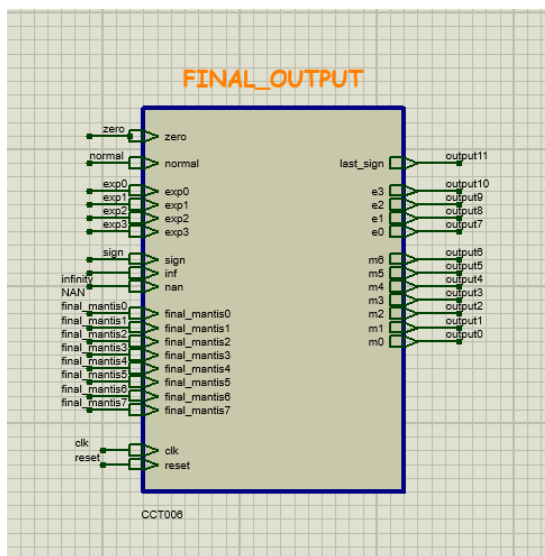 FINAL_OUTPUT
zero zero
normal normal last_sign output11
exp0 exp0 e3 output10
exp1 exp1 e2 output9
exp2 exp2 e1 output8
exp3 exp3 e0 output7
sign sign m6 output6
inf m5 output5
infinity nan m4 output4
NAN m3 output3
final_mantis0 final_mantis0 m2 output2
final_mantis1 final_mantis1 m1 output1
final_mantis2 final_mantis2 m0 output0
final_mantis3 final_mantis3
final_mantis4 final_mantis4
final_mantis5 final_mantis5
final_mantis6 final_mantis6
final_mantis7 final_mantis7
clk clk
reset reset
CCT006